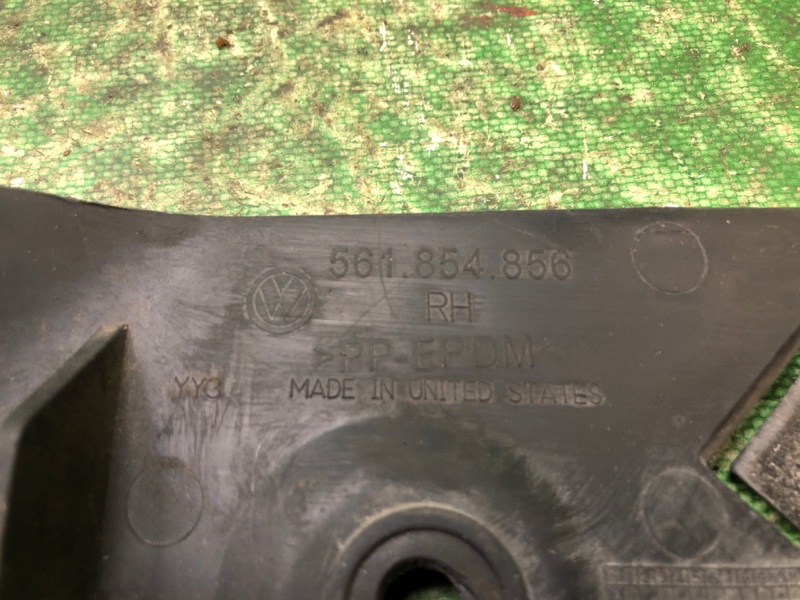 561.854.856
RH
>PP-EPDM<
YY3
MADE IN UNITED STATES